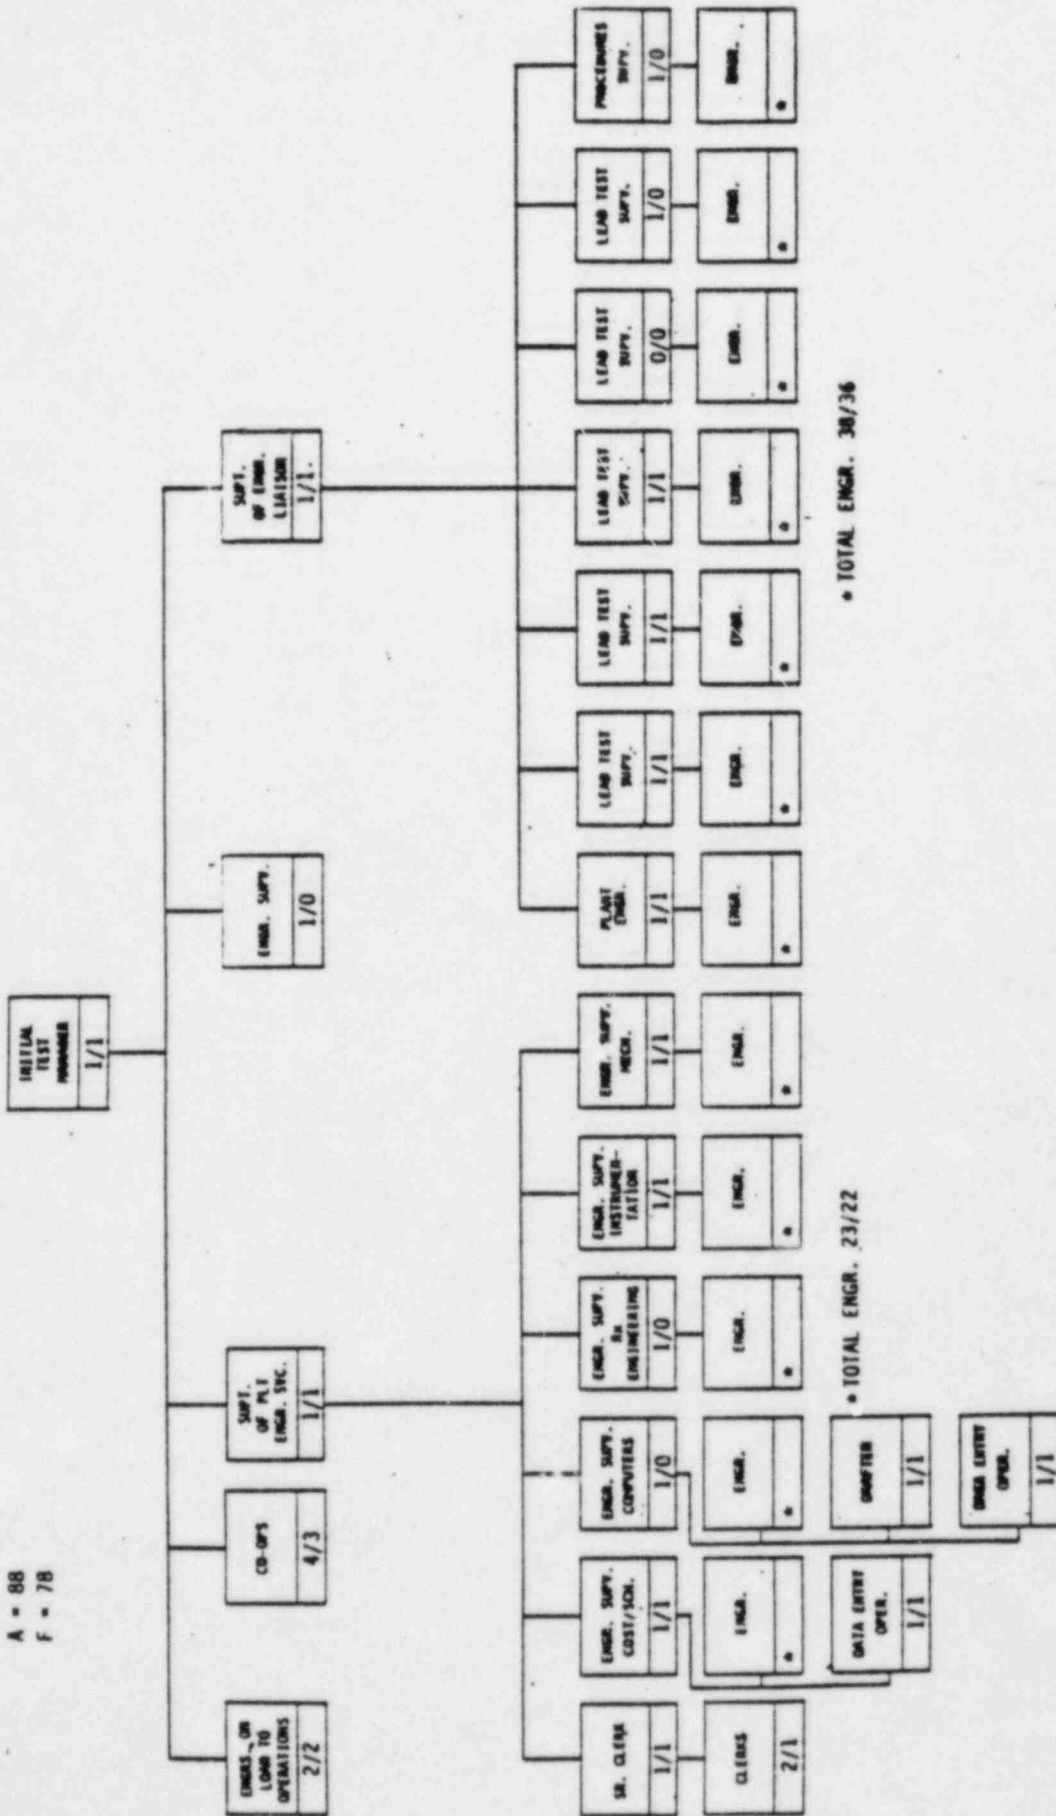 A = 88
F = 78
INITIAL
TEST
MANAGER
1/1
ENGRS. ON
LOAN TO
OPERATIONS
2/2
CO-OPS
4/3
SUPT.
OF PLT
ENGR. SVC.
1/1
ENGR. SUPV.
1/0
SUPT.
OF ENGR.
LIAISON
1/1.
SR. CLERK
1/1
ENGR. SUPV.
COST/SCH.
1/1
ENGR. SUPV.
COMPUTERS
1/0
ENGR. SUPV.
Rx
ENGINEERING
1/0
ENGR. SUPV.
INSTRUMEN-
TATION
1/1
ENGR. SUPV.
MECH.
1/1
PLANT
ENGR.
1/1
LEAD TEST
SUPV.
1/1
LEAD TEST
SUPV.
1/1
LEAD TEST
SUPV.
1/1
LEAD TEST
SUPV.
0/0
LEAD TEST
SUPV.
1/0
PROCEDURES
SUPV.
1/0
CLERKS
2/1
ENGR.
*
ENGR.
*
ENGR.
*
ENGR.
*
ENGR.
*
ENGR.
*
ENGR.
*
ENGR.
*
ENGR.
*
ENGR.
*
ENGR.
*
ENGR.
*
DATA ENTRY
OPER.
1/1
DRAFTER
1/1
* TOTAL ENGR. 23/22
* TOTAL ENGR. 38/36
DATA ENTRY
OPER.
1/1